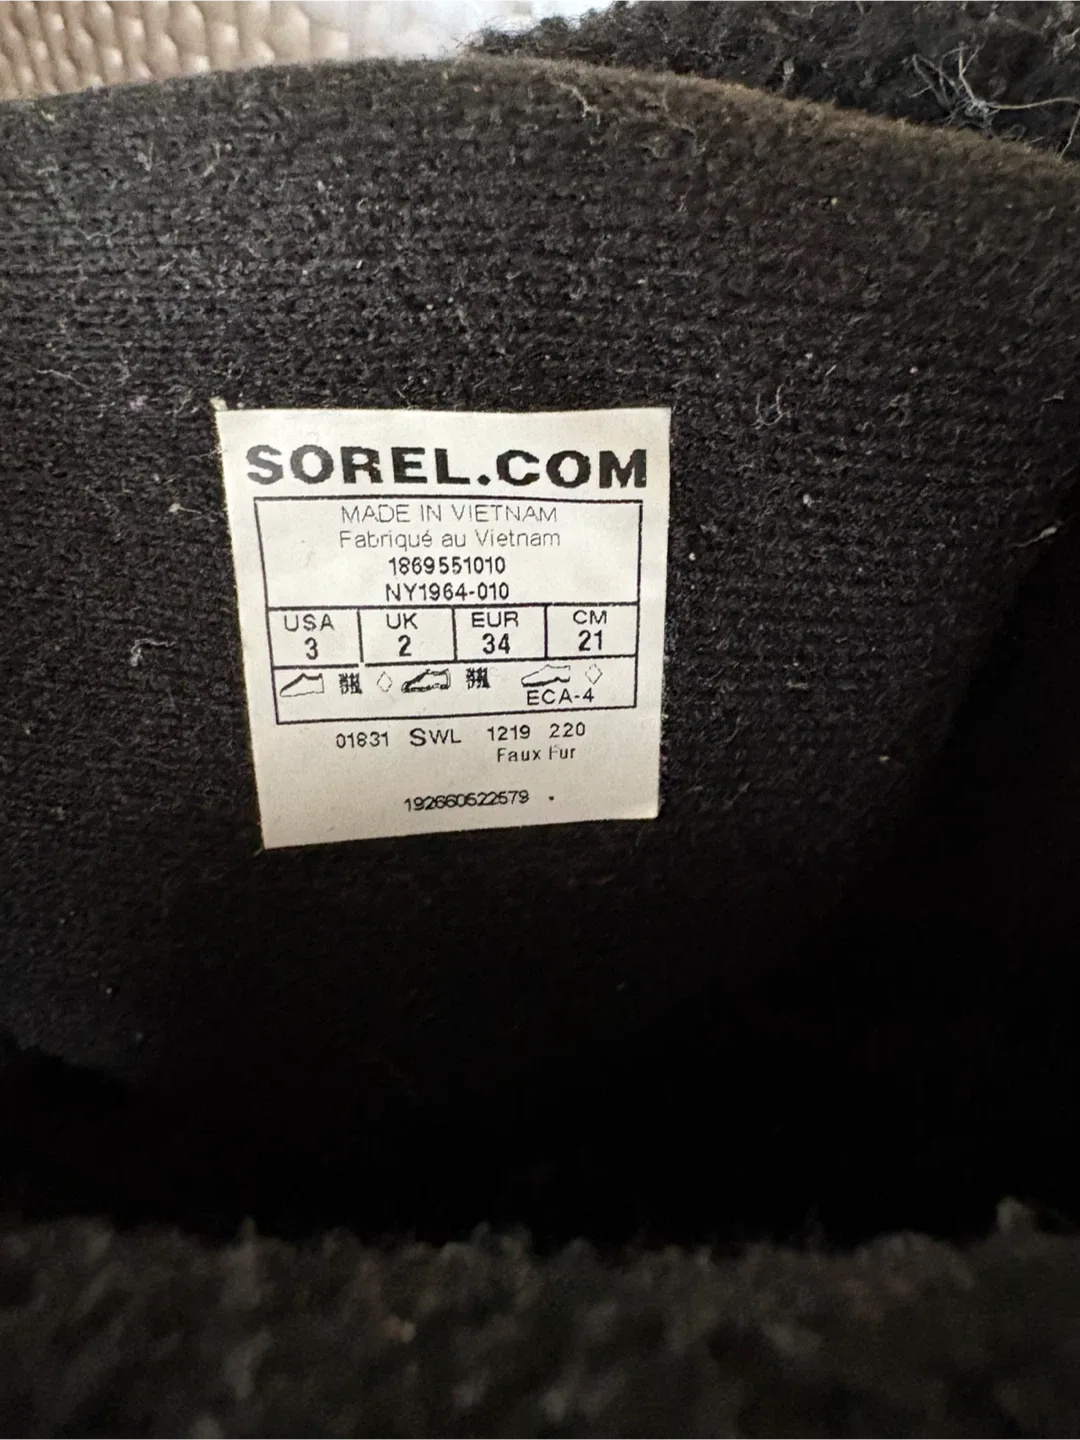 SOREL.COM
MADE IN VIETNAM
Fabriqué au Vietnam
1869551010
NY1964-010
USA UK EUR CM
3 2 34 21
ECA-4
01831 SWL 1219 220
Faux Fur
192660522579